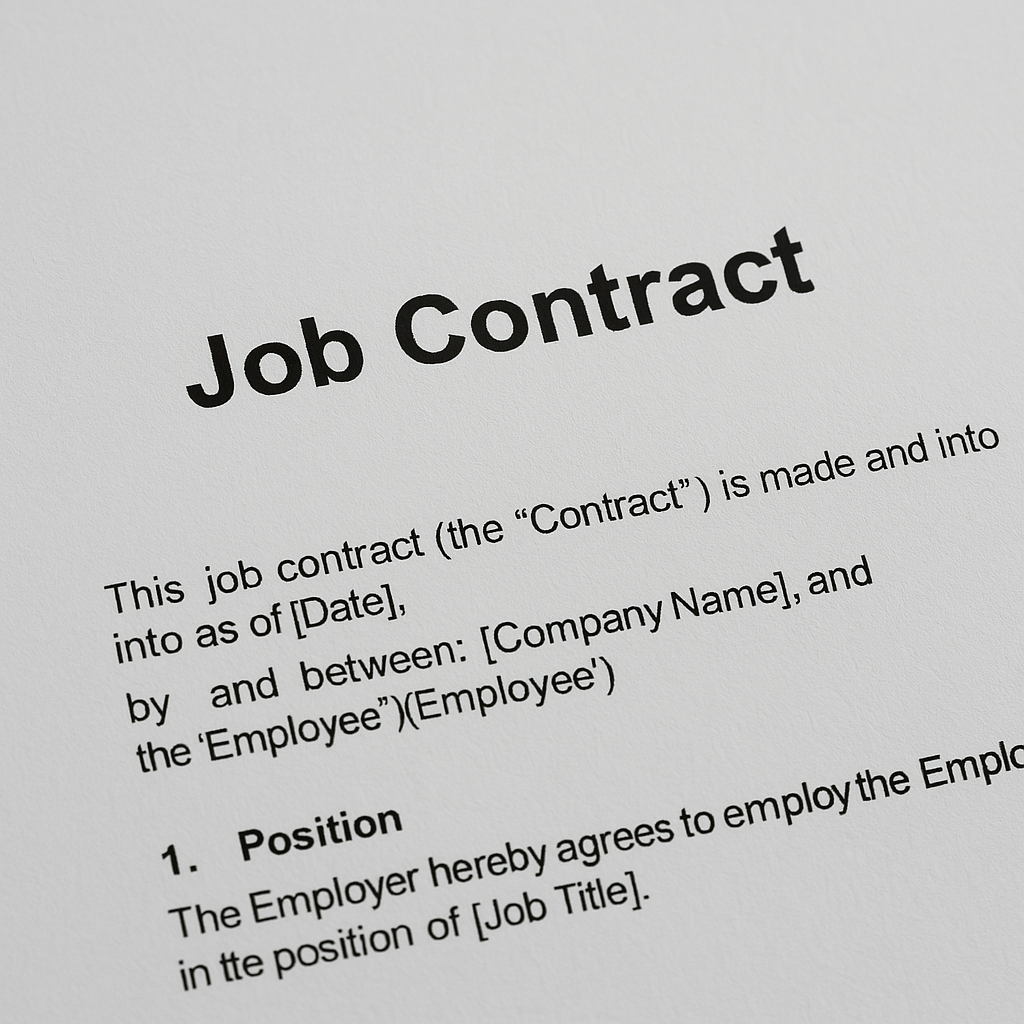 Job Contract
This job contract (the “Contract”) is made and into
into as of [Date],
by and between: [Company Name], and
the ‘Employee”)(Employee')
1. Position
The Employer hereby agrees to employ the Emplo
in tte position of [Job Title].